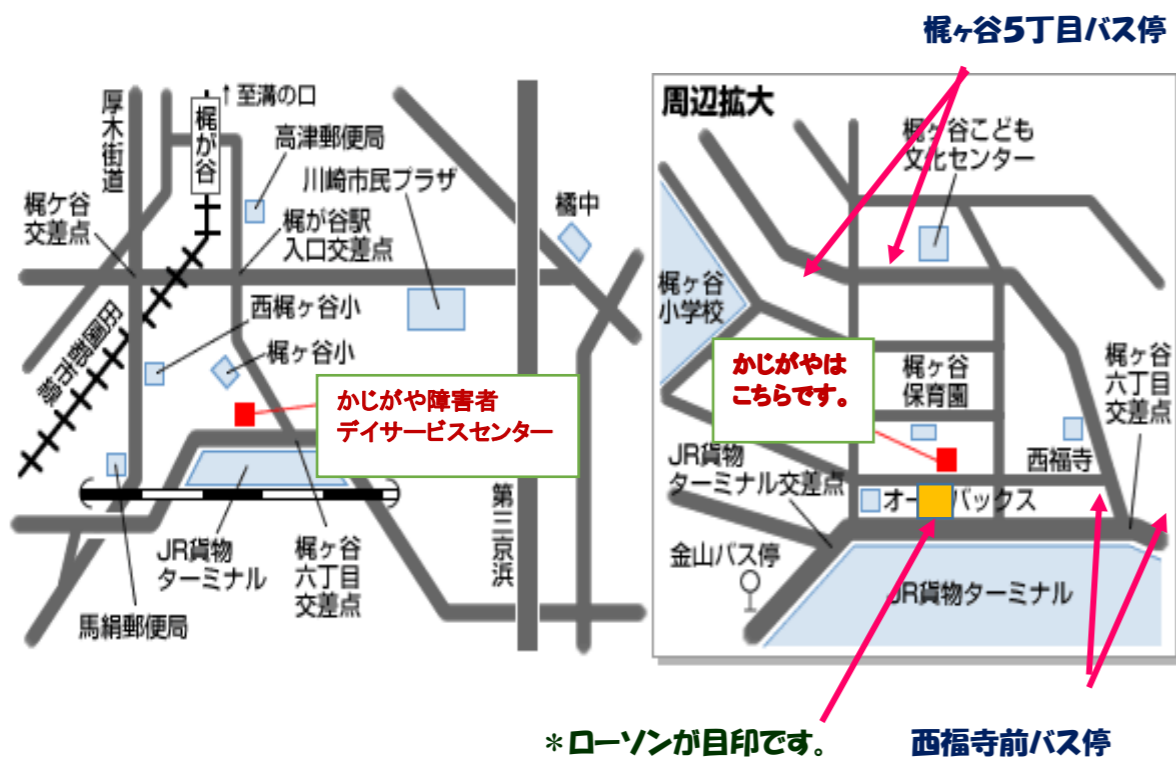 梶ヶ谷5丁目バス停
厚木街道
梶が谷
↑至溝の口
高津郵便局
川崎市民プラザ
梶ケ谷
交差点
梶が谷駅
入口交差点
橘中
西梶ヶ谷小
梶ヶ谷小
田園都市線
かじがや障害者
デイサービスセンター
JR貨物
ターミナル
梶ヶ谷
六丁目
交差点
第三京浜
馬絹郵便局
周辺拡大
梶ヶ谷こども
文化センター
梶ヶ谷
小学校
かじがやは
こちらです。
梶ヶ谷
保育園
梶ヶ谷
六丁目
交差点
JR貨物
ターミナル交差点
西福寺
オー
バックス
金山バス停
JR貨物ターミナル
＊ローソンが目印です。
西福寺前バス停